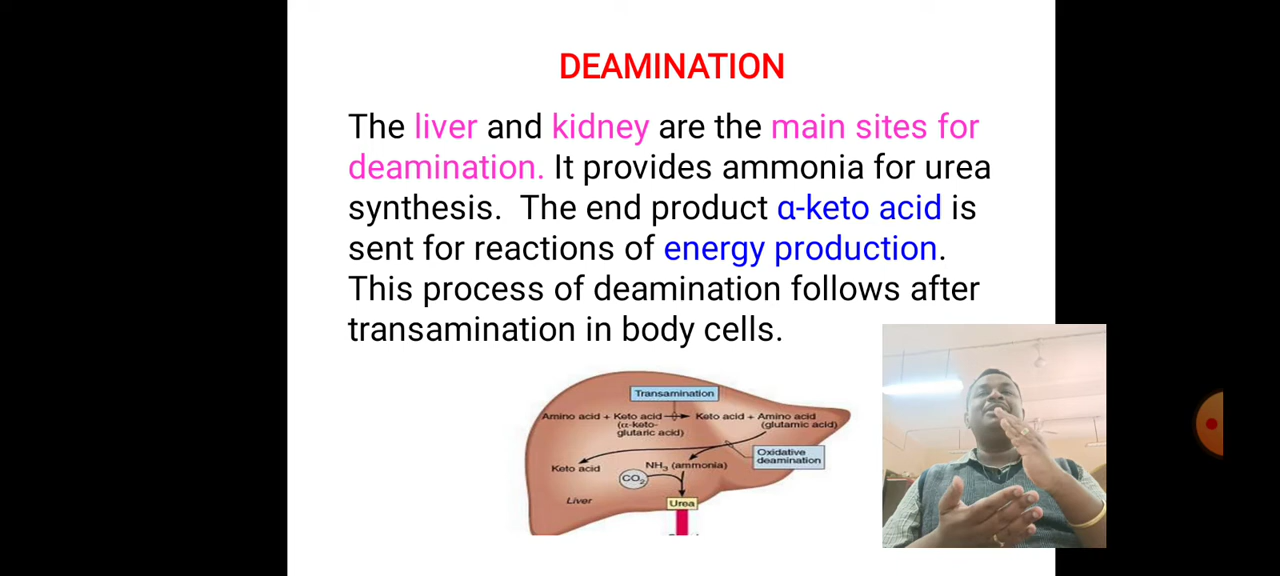 DEAMINATION
The liver and kidney are the main sites for
deamination. It provides ammonia for urea
synthesis. The end product α-keto acid is
sent for reactions of energy production.
This process of deamination follows after
transamination in body cells.
Transamination
Amino acid + Keto acid → Keto acid + Amino acid
(α-keto- (glutamic acid)
glutaric acid)
Oxidative
deamination
Keto acid NH₃ (ammonia)
CO₂
Liver Urea